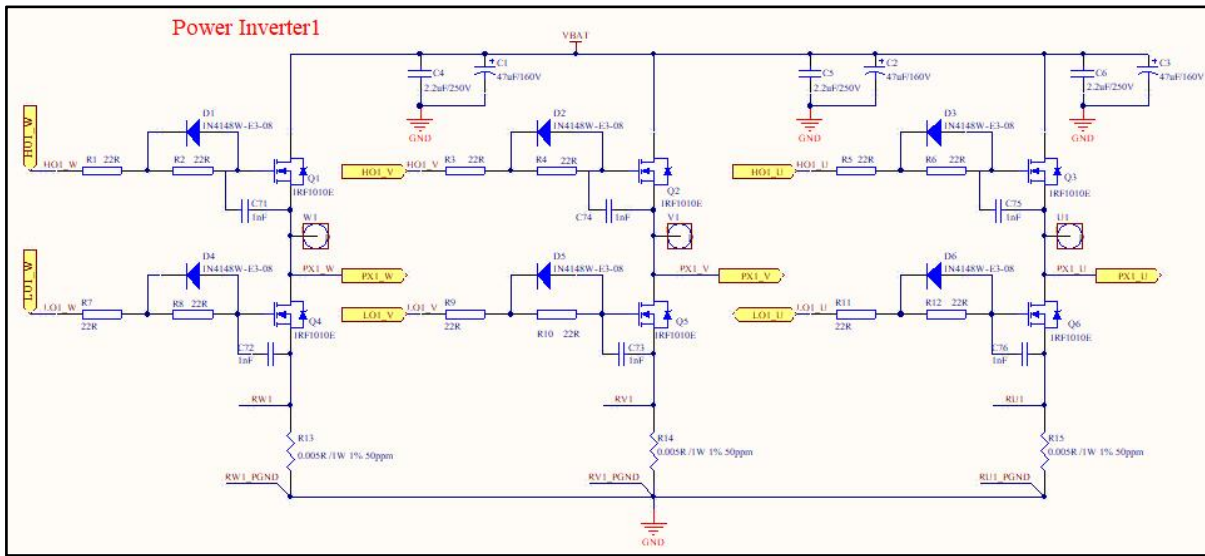 Power Inverter1
VBAT
C4
2.2uF/250V
C1
47uF/160V
GND
C5
2.2uF/250V
C2
47uF/160V
GND
C6
2.2uF/250V
C3
47uF/160V
GND
HO1_W
HO1_W
R1 22R
R2 22R
D1
IN4148W-E3-08
Q1
IRF1010E
C71
1nF
W1
HO1_V
HO1_V
R3 22R
R4 22R
D2
IN4148W-E3-08
Q2
IRF1010E
C74
1nF
V1
HO1_U
HO1_U
R5 22R
R6 22R
D3
IN4148W-E3-08
Q3
IRF1010E
C75
1nF
U1
PX1_W
PX1_W
PX1_V
PX1_V
PX1_U
PX1_U
LO1_W
LO1_W
R7
22R
R8 22R
D4
IN4148W-E3-08
Q4
IRF1010E
C72
1nF
LO1_V
LO1_V
R9
22R
R10 22R
D5
IN4148W-E3-08
Q5
IRF1010E
C73
1nF
LO1_U
LO1_U
R11
22R
R12 22R
D6
IN4148W-E3-08
Q6
IRF1010E
C76
1nF
RW1
RV1
RU1
R13
0.005R /1W 1% 50ppm
R14
0.005R /1W 1% 50ppm
R15
0.005R /1W 1% 50ppm
RW1_PGND
RV1_PGND
RU1_PGND
GND